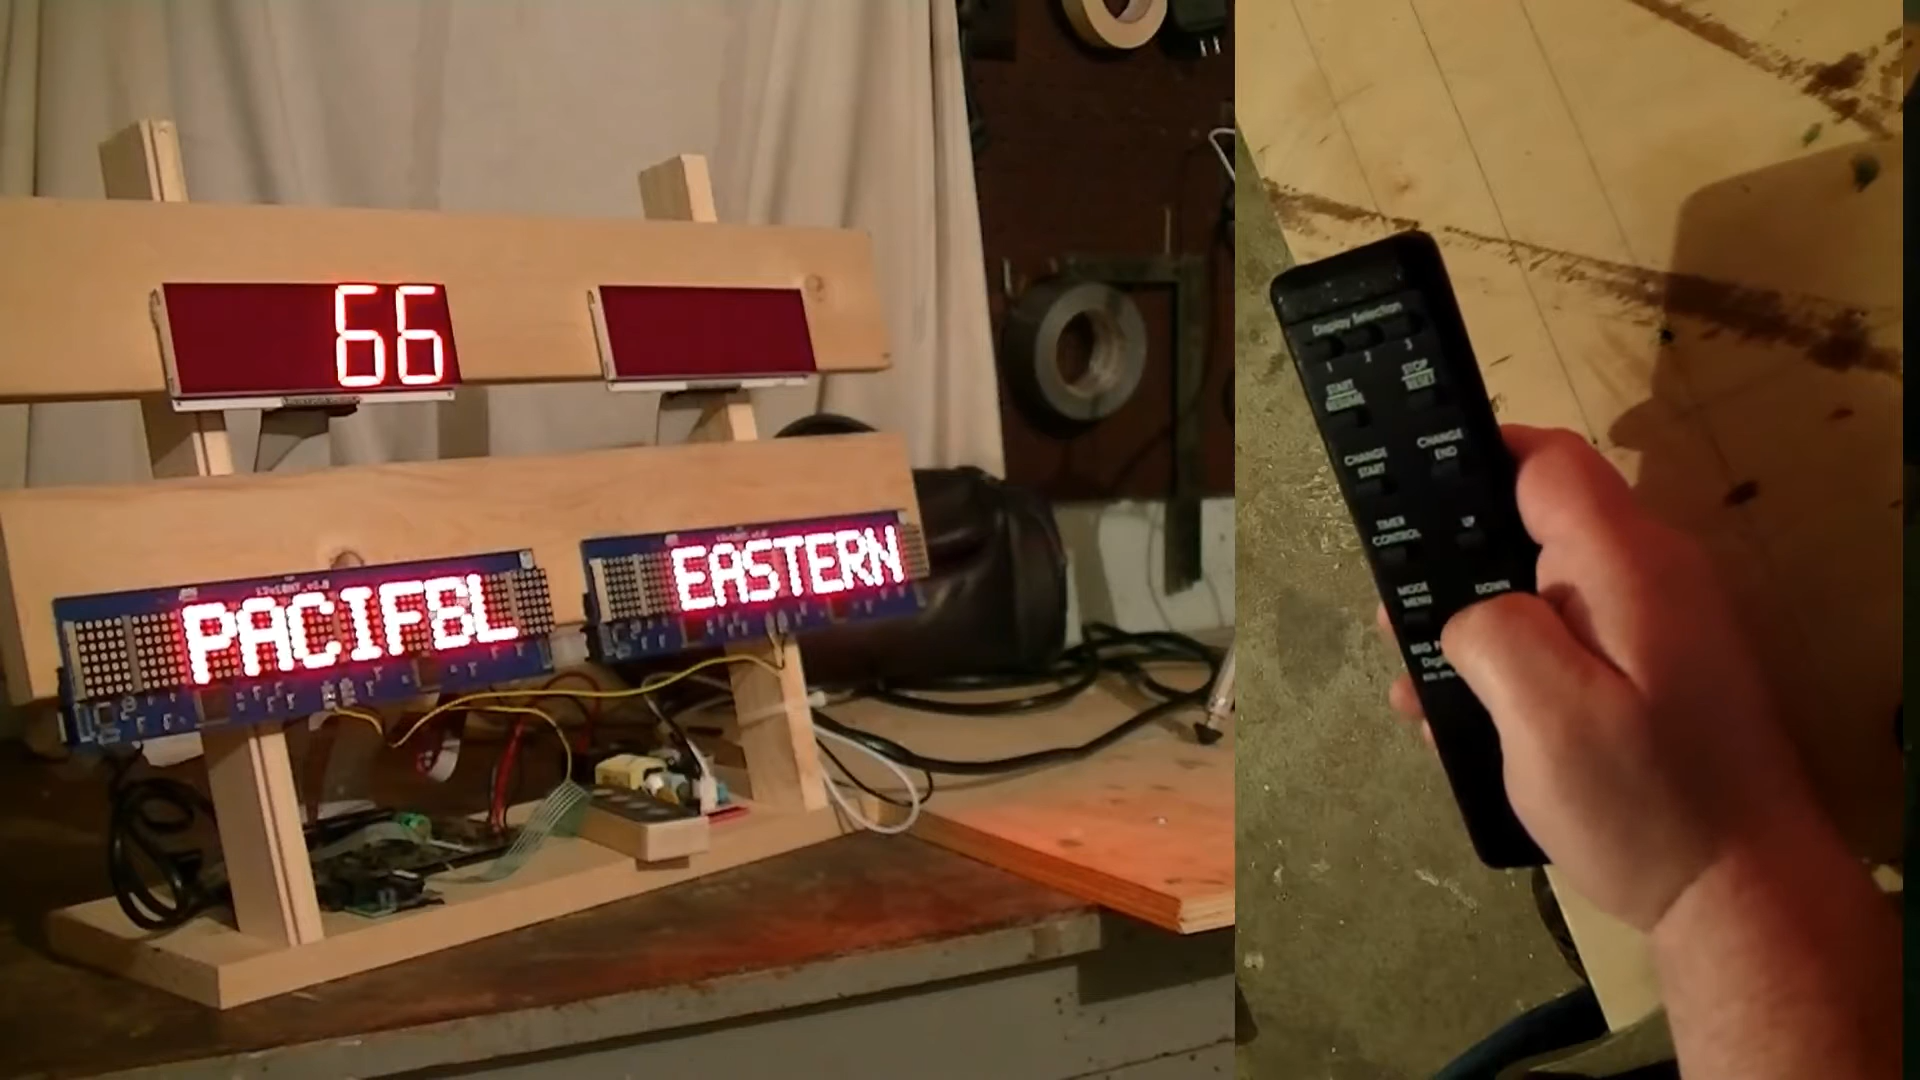 66
PACIFBL
EASTERN
Display Selection
1 2 3
START STOP
RESUME RESET
CHANGE START
CHANGE END
TIMER CONTROL
UP
MODE MENU
DOWN